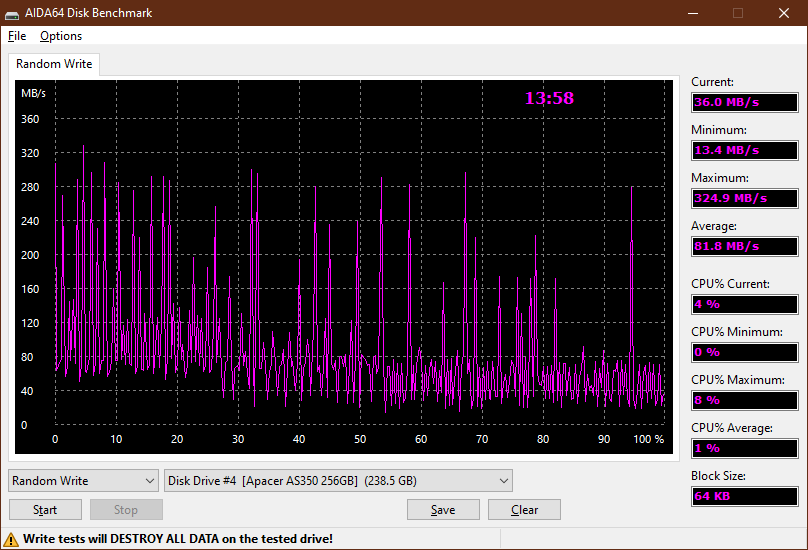 AIDA64 Disk Benchmark
File Options
Random Write
MB/s
13:58
360
320
280
240
200
160
120
80
40
0
0 10 20 30 40 50 60 70 80 90 100 %
Current:
36.0 MB/s
Minimum:
13.4 MB/s
Maximum:
324.9 MB/s
Average:
81.8 MB/s
CPU% Current:
4 %
CPU% Minimum:
0 %
CPU% Maximum:
8 %
CPU% Average:
1 %
Block Size:
64 KB
Random Write Disk Drive #4 [Apacer AS350 256GB] (238.5 GB)
Start Stop Save Clear
Write tests will DESTROY ALL DATA on the tested drive!